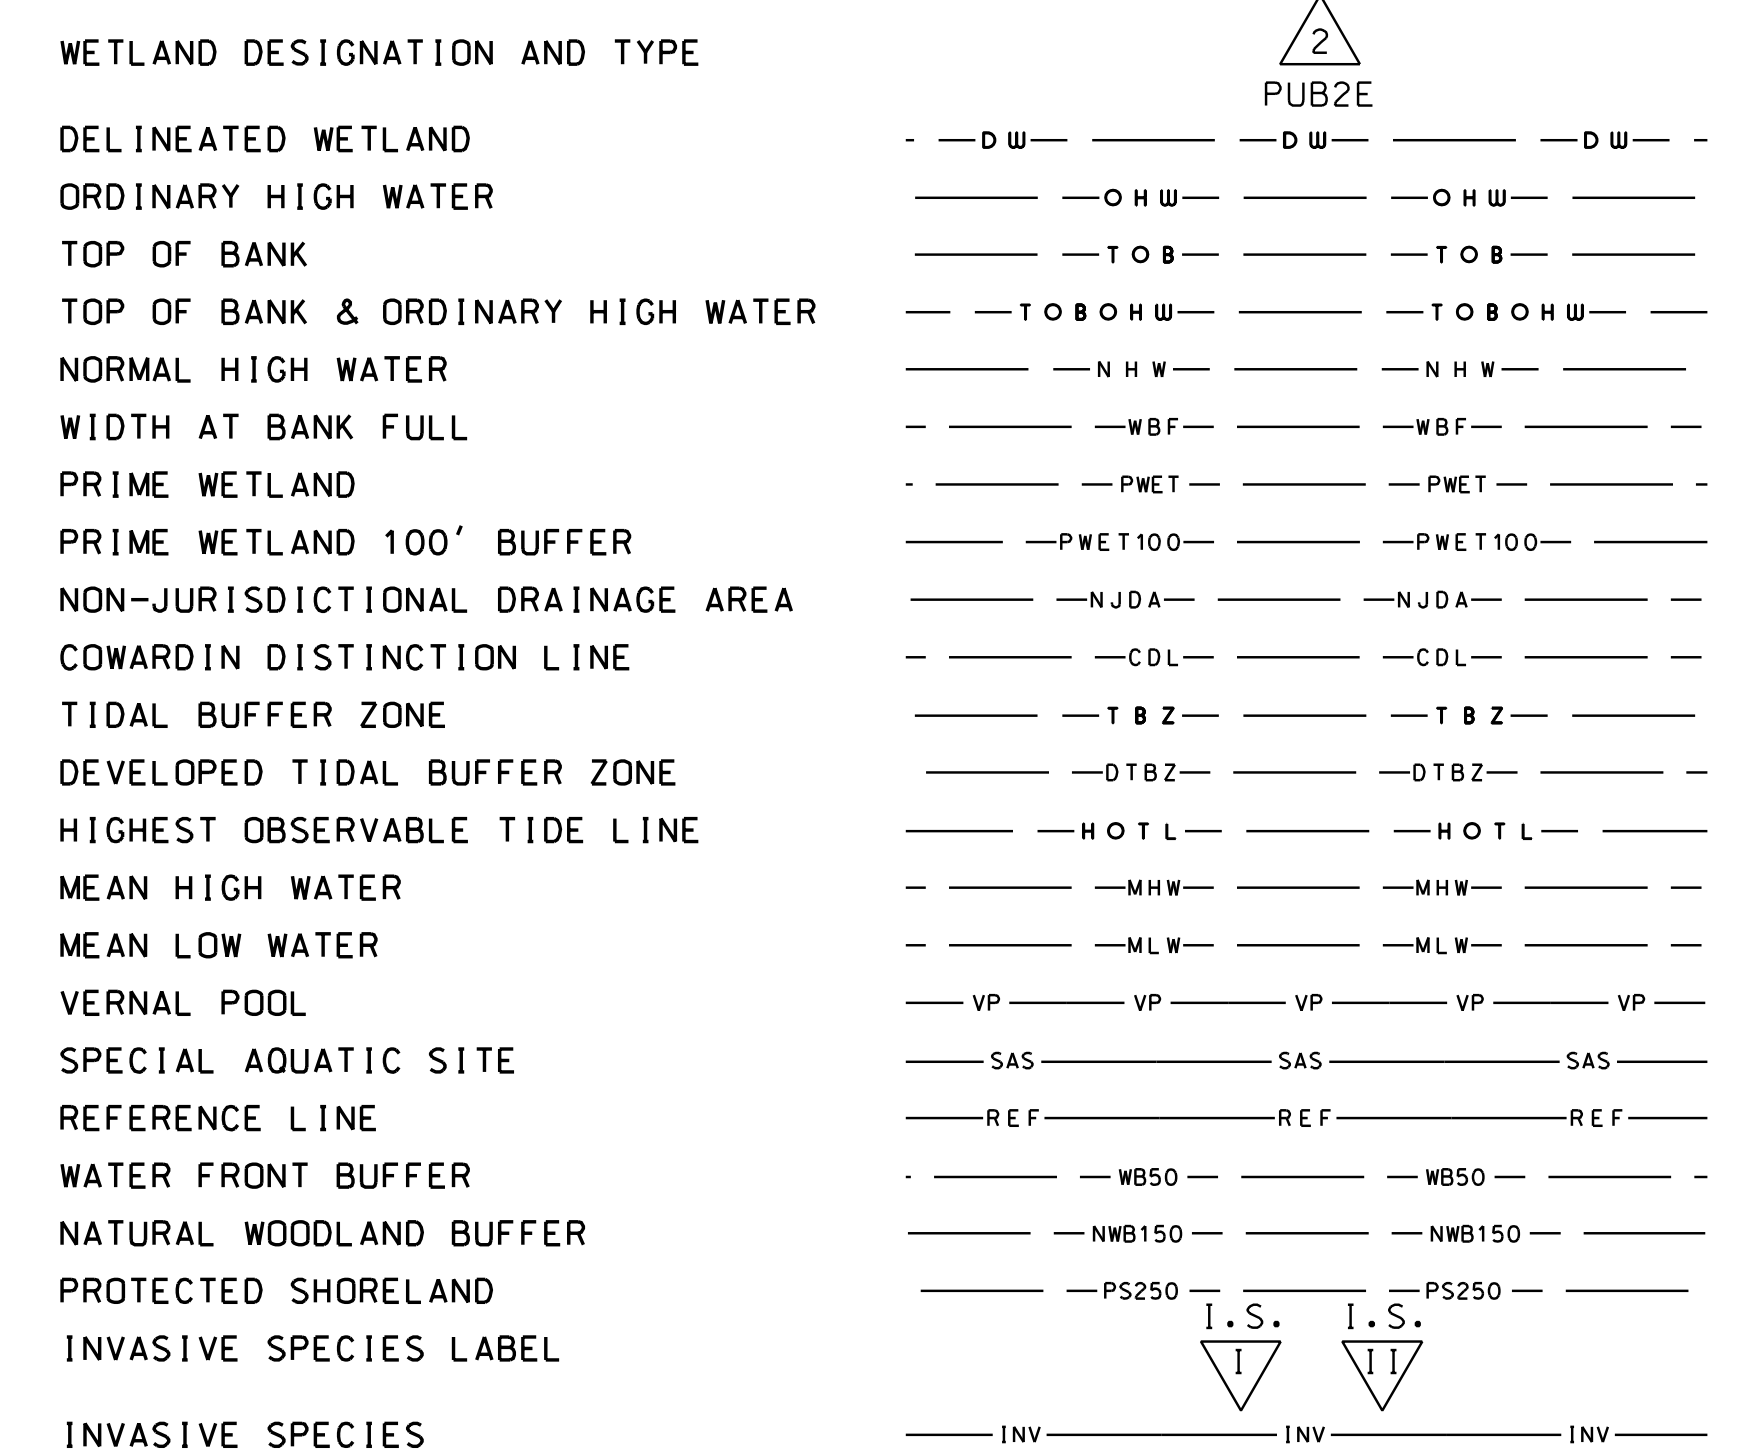 WETLAND DESIGNATION AND TYPE 2
PUB2E
DELINEATED WETLAND DW DW DW
ORDINARY HIGH WATER OHW OHW
TOP OF BANK TOB TOB
TOP OF BANK & ORDINARY HIGH WATER TOBOHW TOBOHW
NORMAL HIGH WATER NHW NHW
WIDTH AT BANK FULL WBF WBF
PRIME WETLAND PWET PWET
PRIME WETLAND 100' BUFFER PWET100 PWET100
NON-JURISDICTIONAL DRAINAGE AREA NJDA NJDA
COWARDIN DISTINCTION LINE CDL CDL
TIDAL BUFFER ZONE TBZ TBZ
DEVELOPED TIDAL BUFFER ZONE DTBZ DTBZ
HIGHEST OBSERVABLE TIDE LINE HOTL HOTL
MEAN HIGH WATER MHW MHW
MEAN LOW WATER MLW MLW
VERNAL POOL VP VP VP VP VP
SPECIAL AQUATIC SITE SAS SAS SAS
REFERENCE LINE REF REF REF
WATER FRONT BUFFER WB50 WB50
NATURAL WOODLAND BUFFER NWB150 NWB150
PROTECTED SHORELAND PS250 PS250
I.S. I.S.
INVASIVE SPECIES LABEL I II
INVASIVE SPECIES INV INV INV